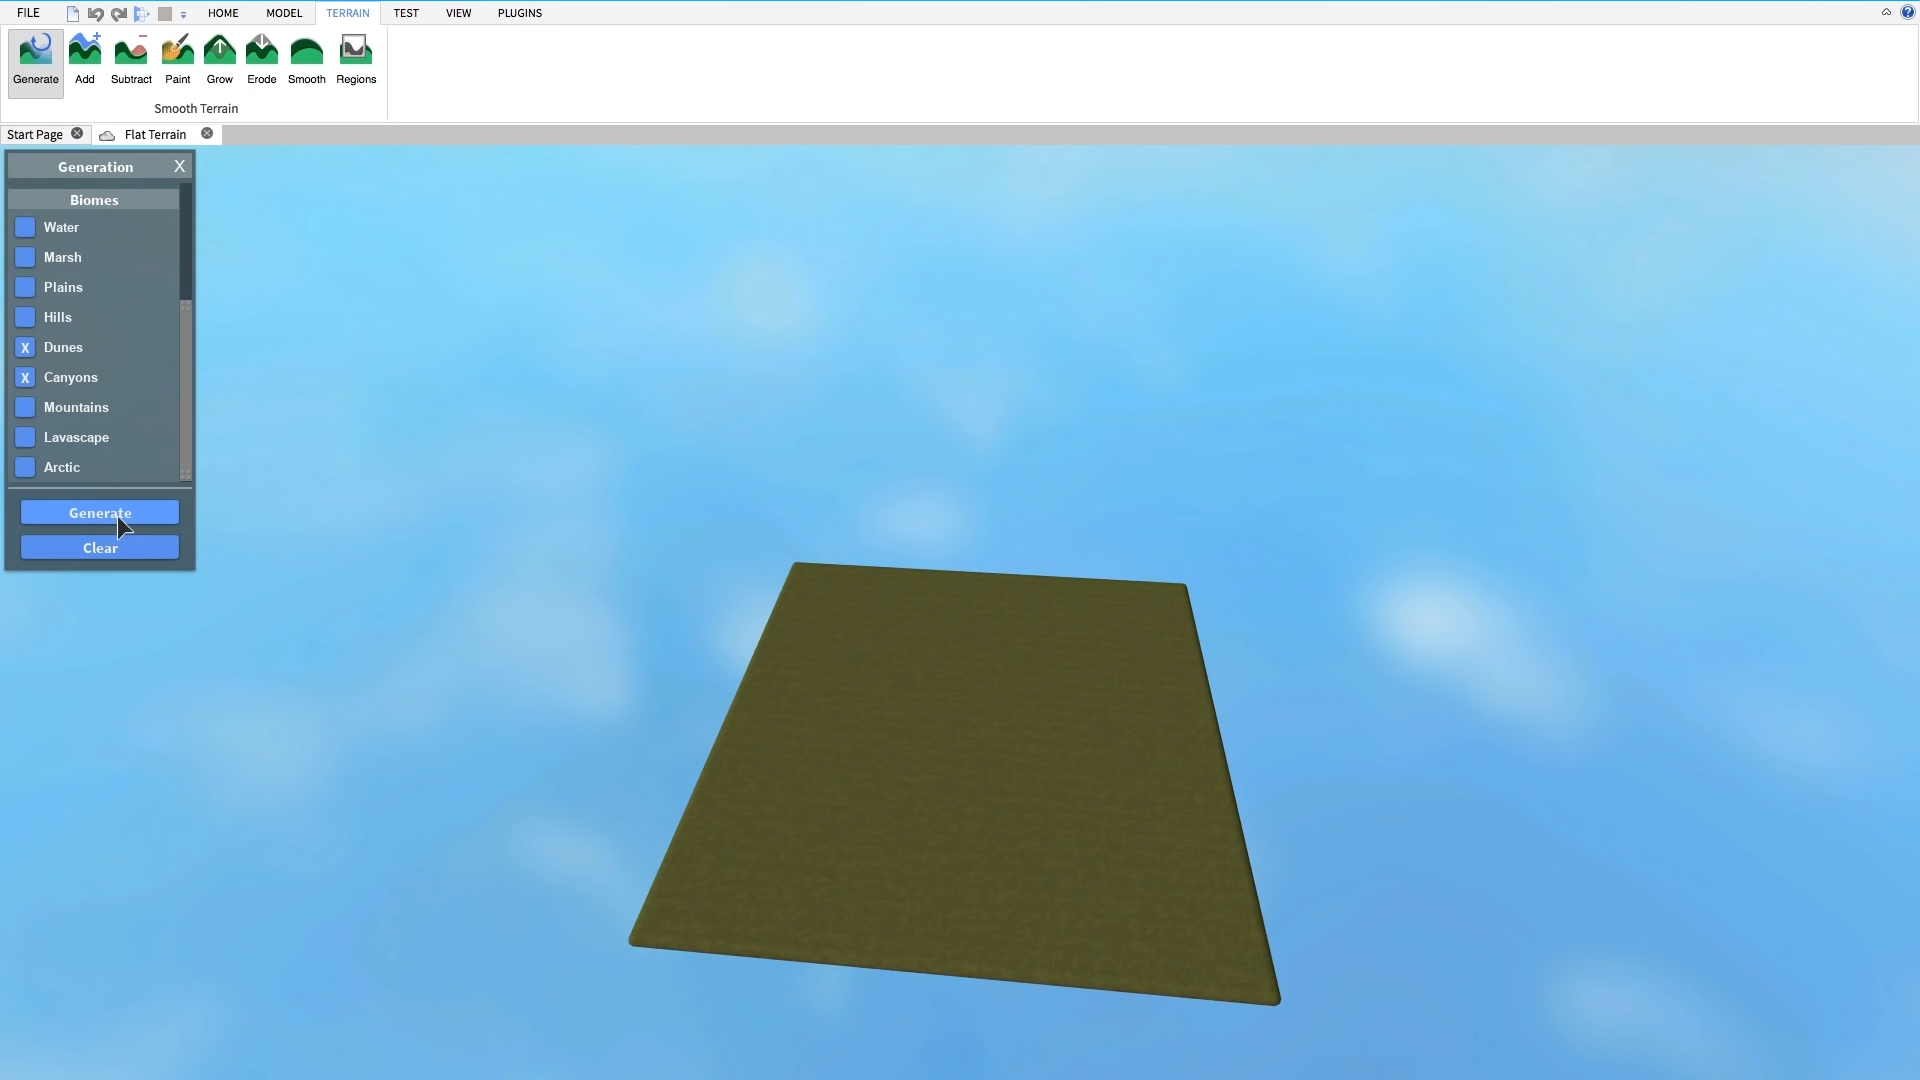 FILE HOME MODEL TERRAIN TEST VIEW PLUGINS
Generate Add Subtract Paint Grow Erode Smooth Regions
Smooth Terrain
Start Page Flat Terrain
Generation X
Biomes
Water
Marsh
Plains
Hills
X Dunes
X Canyons
Mountains
Lavascape
Arctic
Generate
Clear